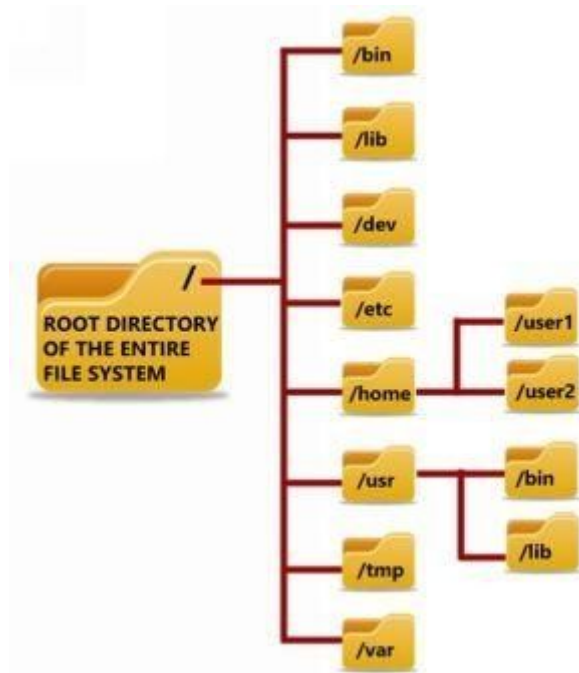 /
ROOT DIRECTORY
OF THE ENTIRE
FILE SYSTEM
/bin
/lib
/dev
/etc
/home
/user1
/user2
/usr
/bin
/lib
/tmp
/var